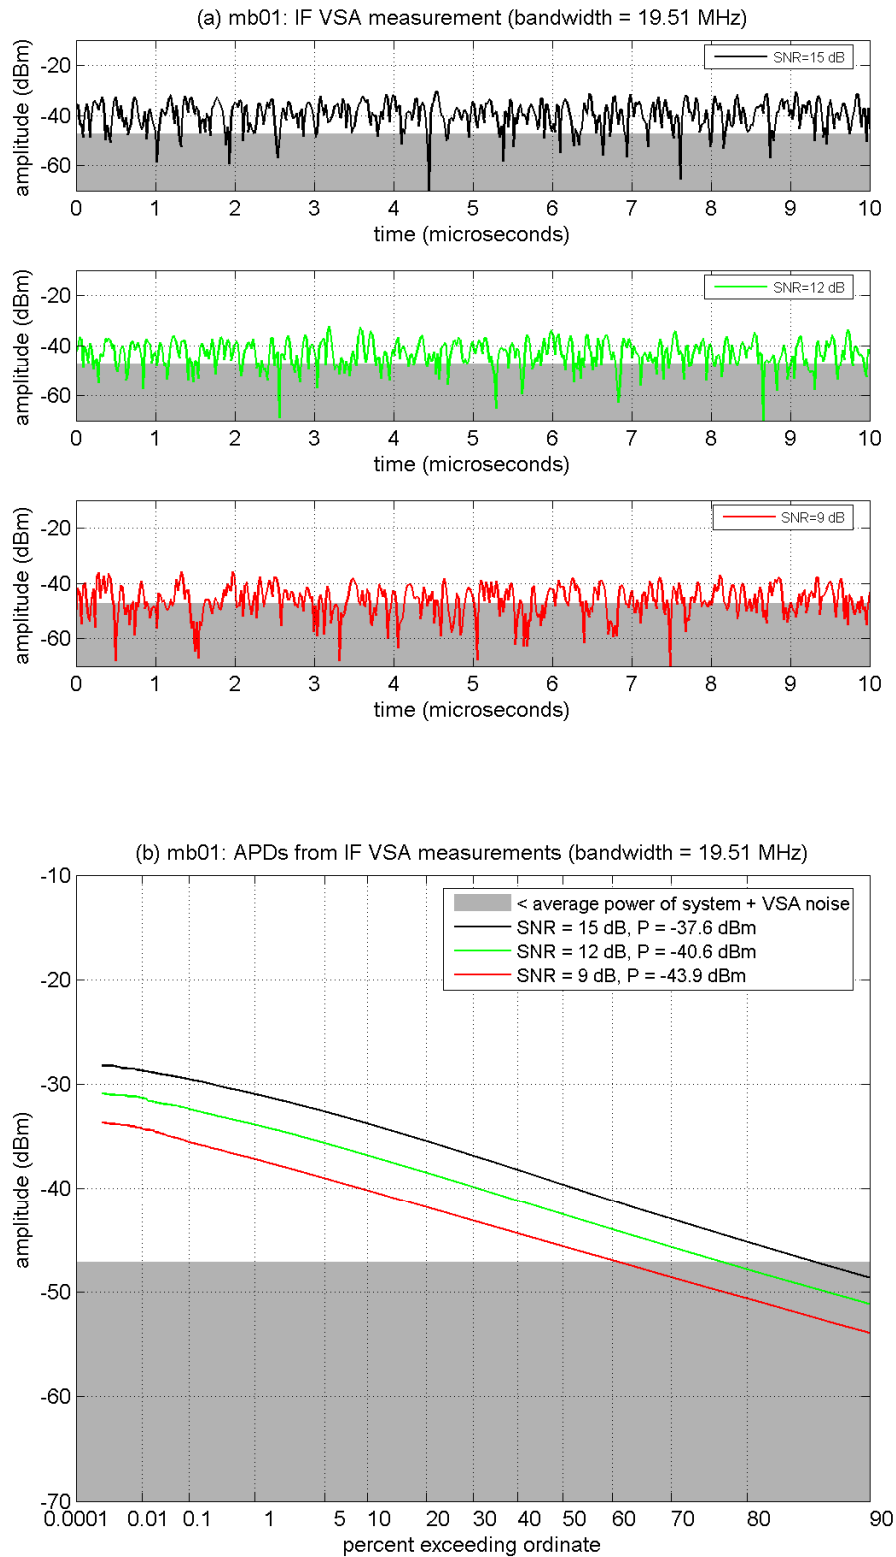 (a) mb01: IF VSA measurement (bandwidth = 19.51 MHz)
amplitude (dBm)
-20
-40
-60
SNR=15 dB
0 1 2 3 4 5 6 7 8 9 10
time (microseconds)
amplitude (dBm)
-20
-40
-60
SNR=12 dB
0 1 2 3 4 5 6 7 8 9 10
time (microseconds)
amplitude (dBm)
-20
-40
-60
SNR=9 dB
0 1 2 3 4 5 6 7 8 9 10
time (microseconds)
(b) mb01: APDs from IF VSA measurements (bandwidth = 19.51 MHz)
amplitude (dBm)
-10
-20
-30
-40
-50
-60
-70
< average power of system + VSA noise
SNR = 15 dB, P = -37.6 dBm
SNR = 12 dB, P = -40.6 dBm
SNR = 9 dB, P = -43.9 dBm
0.0001 0.01 0.1 1 5 10 20 30 40 50 60 70 80 90
percent exceeding ordinate